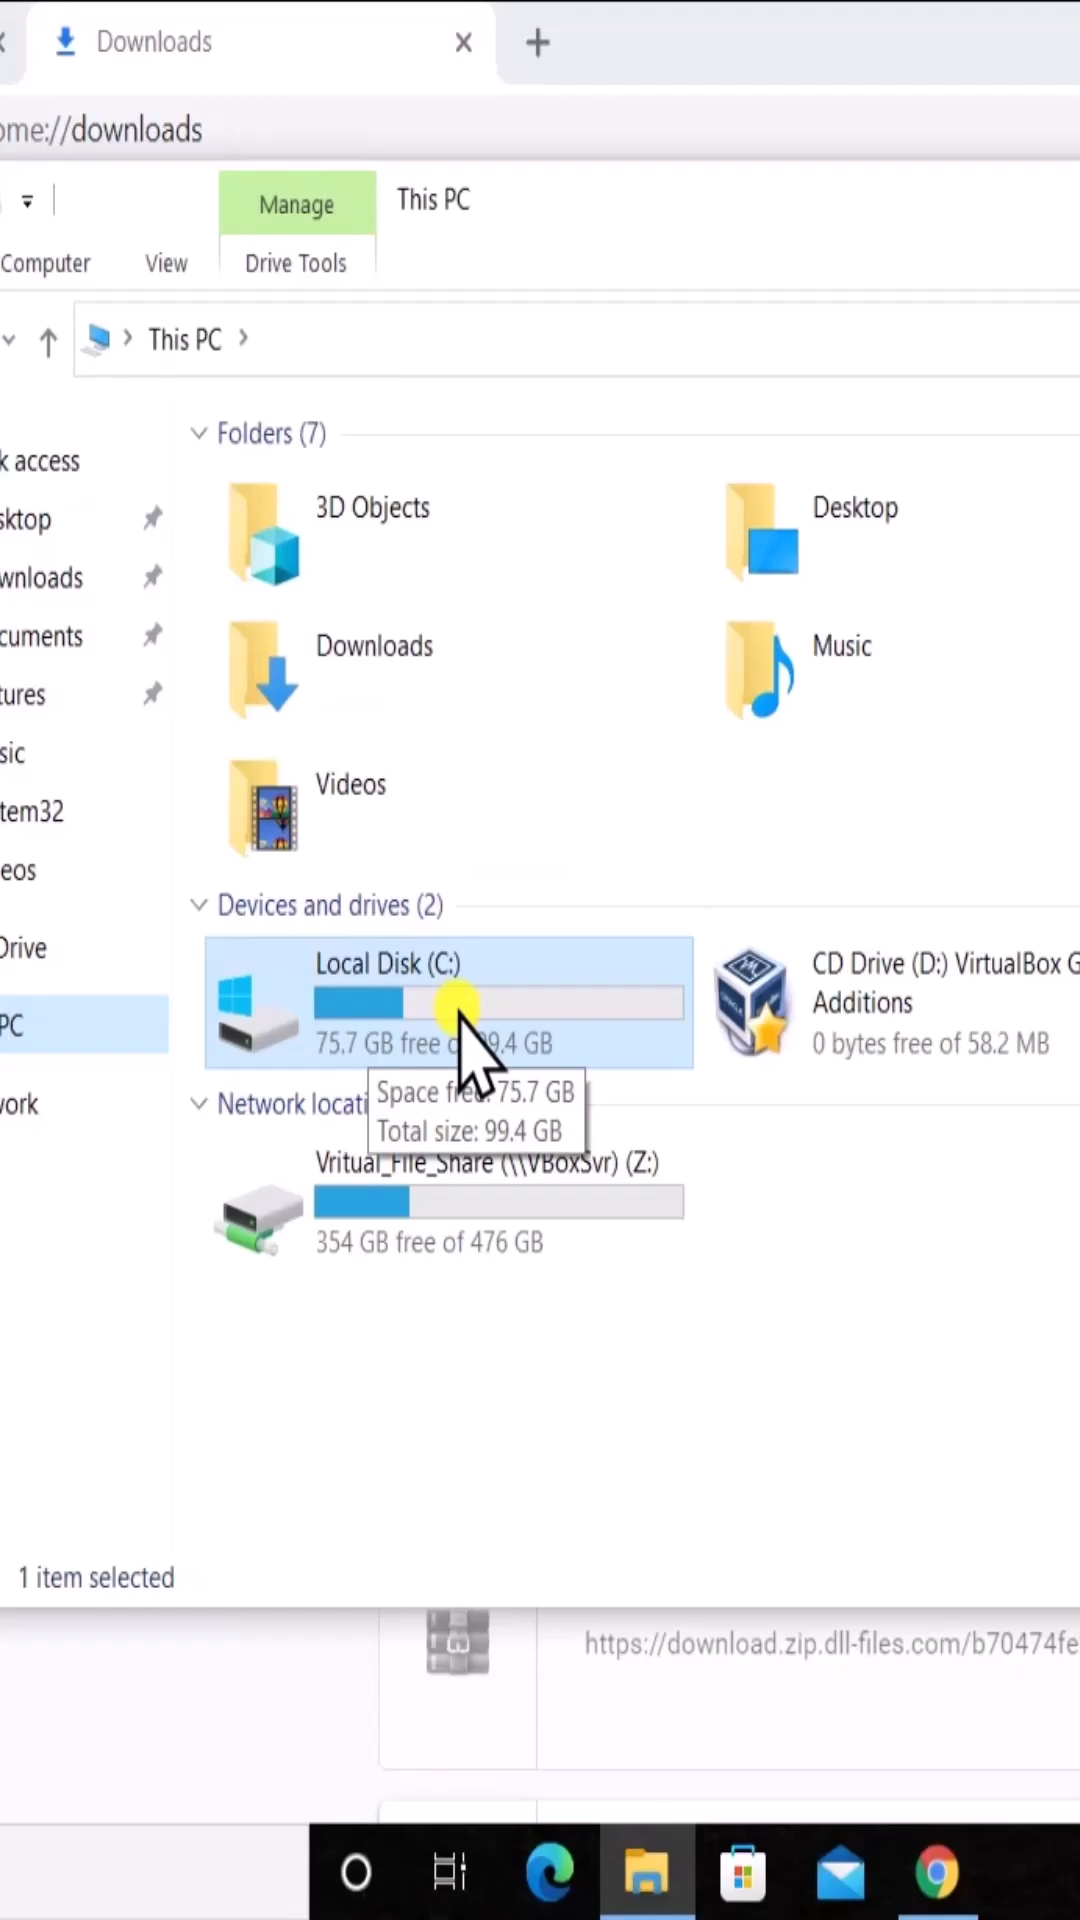 Downloads
ome://downloads
Manage
This PC
Computer
View
Drive Tools
This PC
k access
sktop
wnloads
cuments
tures
sic
tem32
eos
Drive
PC
vork
Folders (7)
3D Objects
Desktop
Downloads
Music
Videos
Devices and drives (2)
Local Disk (C:)
75.7 GB free o 99.4 GB
CD Drive (D:) VirtualBox G
Additions
0 bytes free of 58.2 MB
Space free: 75.7 GB
Total size: 99.4 GB
Network locati
Vritual_File_Share (\\VBoxSvr) (Z:)
354 GB free of 476 GB
1 item selected
https://download.zip.dll-files.com/b70474fe